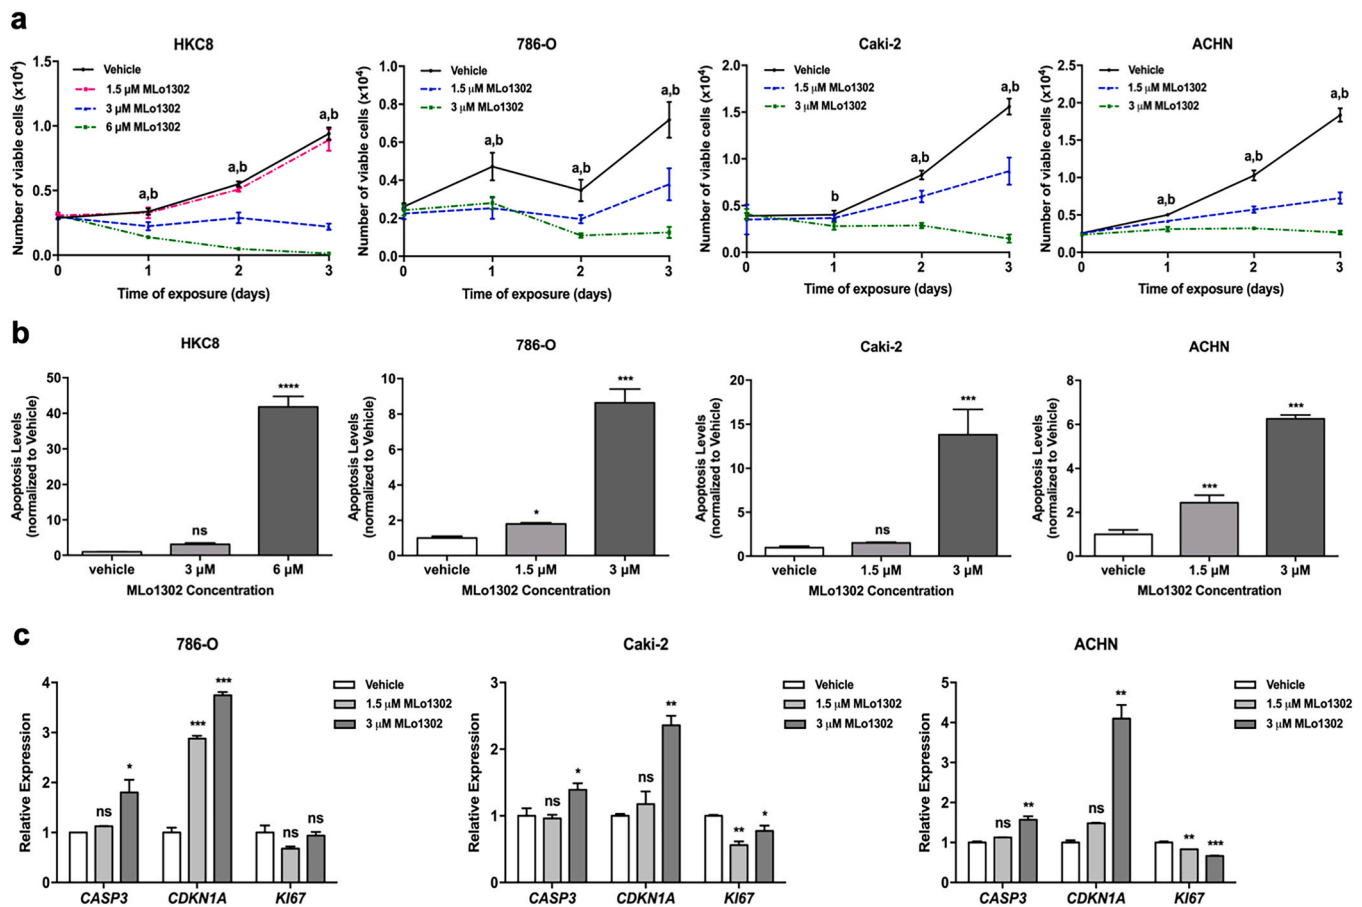 a
HKC8
Number of viable cells (x10⁴)
1.5
1.0
0.5
0.0
Vehicle
1.5 µM MLo1302
3 µM MLo1302
6 µM MLo1302
a,b
a,b
a,b
0 1 2 3
Time of exposure (days)
786-O
Number of viable cells (x10⁴)
1.0
0.8
0.6
0.4
0.2
0.0
Vehicle
1.5 µM MLo1302
3 µM MLo1302
a,b
a,b
a,b
0 1 2 3
Time of exposure (days)
Caki-2
Number of viable cells (x10⁴)
2.0
1.5
1.0
0.5
0.0
Vehicle
1.5 µM MLo1302
3 µM MLo1302
b
a,b
a,b
0 1 2 3
Time of exposure (days)
ACHN
Number of viable cells (x10⁴)
2.5
2.0
1.5
1.0
0.5
0.0
Vehicle
1.5 µM MLo1302
3 µM MLo1302
a,b
a,b
a,b
0 1 2 3
Time of exposure (days)
b
HKC8
Apoptosis Levels
(normalized to Vehicle)
50
40
30
20
10
0
ns
****
vehicle 3 µM 6 µM
MLo1302 Concentration
786-O
Apoptosis Levels
(normalized to Vehicle)
10
8
6
4
2
0
*
***
vehicle 1.5 µM 3 µM
MLo1302 Concentration
Caki-2
Apoptosis Levels
(normalized to Vehicle)
20
15
10
5
0
ns
***
vehicle 1.5 µM 3 µM
MLo1302 Concentration
ACHN
Apoptosis Levels
(normalized to Vehicle)
8
6
4
2
0
***
***
vehicle 1.5 µM 3 µM
MLo1302 Concentration
c
786-O
Relative Expression
4
3
2
1
0
ns * *** *** ns ns
CASP3 CDKN1A KI67
Vehicle
1.5 µM MLo1302
3 µM MLo1302
Caki-2
Relative Expression
3
2
1
0
ns * ns ** ** *
CASP3 CDKN1A KI67
Vehicle
1.5 µM MLo1302
3 µM MLo1302
ACHN
Relative Expression
5
4
3
2
1
0
ns ** ns ** ** ***
CASP3 CDKN1A KI67
Vehicle
1.5 µM MLo1302
3 µM MLo1302